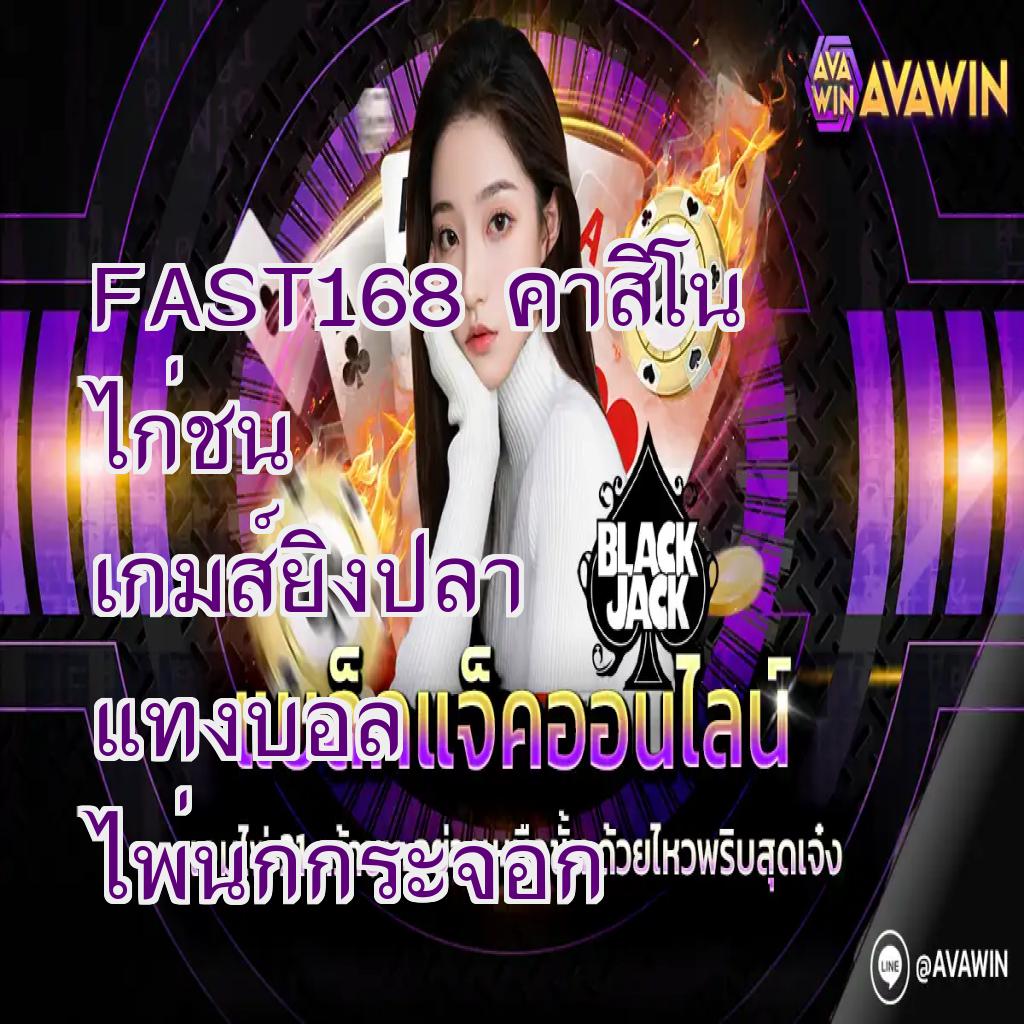 AVA
WIN AVAWIN
FAST168 คาสิโน
ไก่ชน
เกมส์ยิงปลา
BLACK
JACK
แทงบอล
แจ็คออนไลน์
ไพ่นกกระจอก
ด้วยไหวพริบสุดเจ๋ง
LINE @AVAWIN